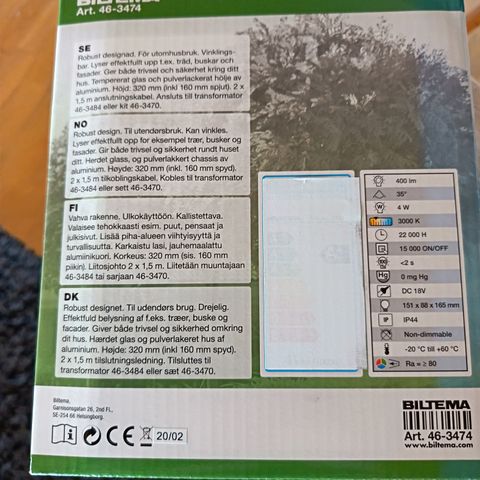 BILTEMA
Art. 46-3474
SE
Robust designad. För utomhusbruk. Vinklings-
bar. Lyser effektfullt upp t.ex. träd, buskar och
fasader. Ger både trivsel och säkerhet kring ditt
hus. Tempererat glas och pulverlackerat hölje av
aluminium. Höjd: 320 mm (inkl 160 mm spjut). 2 x
1,5 m anslutningskabel. Ansluts till transformator
46-3484 eller kit 46-3470.
NO
Robust design. Til utendørsbruk. Kan vinkles.
Lyser effektfullt opp for eksempel trær, busker og
fasader. Gir både trivsel og sikkerhet rundt huset
ditt. Herdet glass, og pulverlakkert chassis av
aluminium. Høyde: 320 mm (inkl. 160 mm spyd).
2 x 1,5 m tilkoblingskabel. Kobles til transformator
46-3484 eller sett 46-3470.
FI
Vahva rakenne. Ulkokäyttöön. Kallistettava.
Valaisee tehokkaasti esim. puut, pensaat ja
julkisivut. Lisää piha-alueen viihtyisyyttä ja
turvallisuutta. Karkaistu lasi, jauhemaalattu
alumiinikuori. Korkeus: 320 mm (sis. 160 mm
piikin). Liitosjohto 2 x 1,5 m. Liitetään muuntajaan
46-3484 tai sarjaan 46-3470.
DK
Robust designet. Til udendørs brug. Drejelig.
Effektfuld belysning af f.eks. træer, buske og
facader. Giver både trivsel og sikkerhed omkring
dit hus. Hærdet glas og pulverlakeret hus af
aluminium. Højde: 320 mm (inkl 160 mm spyd).
2 x 1,5 m tilslutningsledning. Tilsluttes til
transformator 46-3484 eller sæt 46-3470.
400 lm
35°
W
4 W
3000 K
22 000 H
15 000 ON/OFF
<2 s
Hg
0 mg Hg
DC 18V
151 x 88 x 165 mm
IP
IP44
Non-dimmable
-20 °C till +60 °C
Ra = ≥ 80
Biltema,
Garnisonsgatan 26, 2nd FL,
SE-254 66 Helsingborg.
CE
20/02
BILTEMA
Art. 46-3474
www.biltema.com